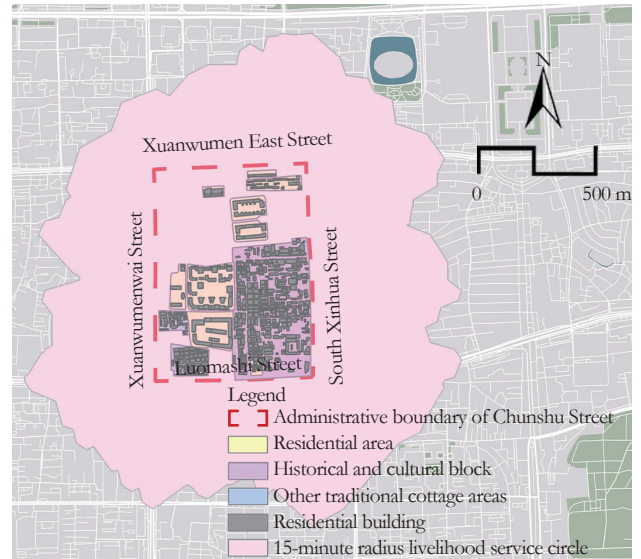 Xuanwumen East Street
N
0 500 m
Xuanwumenwai Street
South Xinhua Street
Luomashi Street
Legend
Administrative boundary of Chunshu Street
Residential area
Historical and cultural block
Other traditional cottage areas
Residential building
15-minute radius livelihood service circle